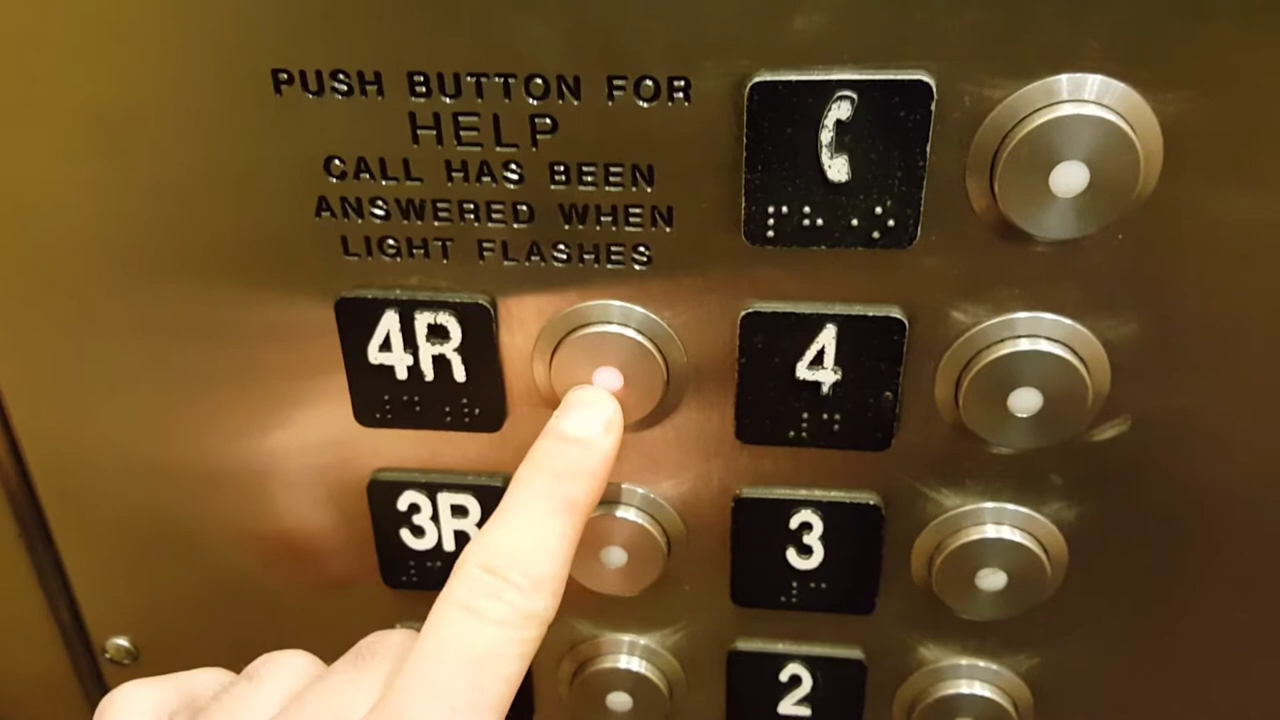 PUSH BUTTON FOR
HELP
CALL HAS BEEN
ANSWERED WHEN
LIGHT FLASHES
4R
4
3R
3
2